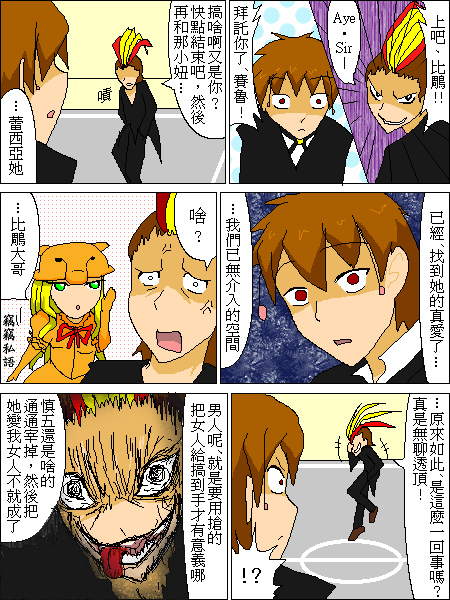 上吧、比鵰!!
Aye
·
Sir—
拜託你了、賽魯!
搞啥啊又是你?
快點結束吧，然後
再和那小妞…
嘖
…蕾西亞她
已經、找到她的真愛了…
…我們已無介入的空間
啥?
…比鵰大哥
竊竊私語
…原來如此、是這麼一回事嗎?
真是無聊透頂!
!?
男人呢、就是要用搶的
把女人給搞到手才有意義哪
慎五還是啥的
通通宰掉，然後把
她變我女人不就成了